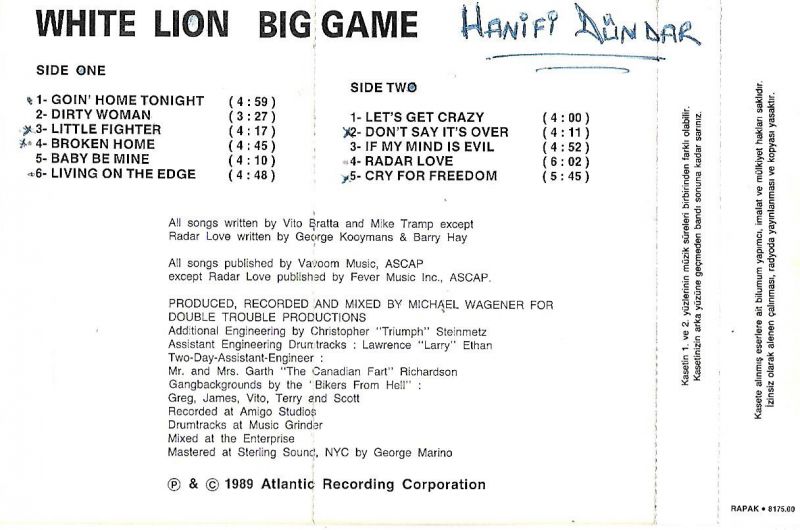 WHITE LION BIG GAME
HANiFi DÜNDAR
SIDE ONE
1- GOIN' HOME TONIGHT (4:59)
2- DIRTY WOMAN (3:27)
3- LITTLE FIGHTER (4:17)
4- BROKEN HOME (4:45)
5- BABY BE MINE (4:10)
6- LIVING ON THE EDGE (4:48)
SIDE TWO
1- LET'S GET CRAZY (4:00)
2- DON'T SAY IT'S OVER (4:11)
3- IF MY MIND IS EVIL (4:52)
4- RADAR LOVE (6:02)
5- CRY FOR FREEDOM (5:45)
All songs written by Vito Bratta and Mike Tramp except
Radar Love written by George Kooymans & Barry Hay
All songs published by Vavoom Music, ASCAP
except Radar Love published by Fever Music Inc., ASCAP.
PRODUCED, RECORDED AND MIXED BY MICHAEL WAGENER FOR
DOUBLE TROUBLE PRODUCTIONS
Additional Engineering by Christopher "Triumph" Steinmetz
Assistant Engineering Drumtracks : Lawrence "Larry" Ethan
Two-Day-Assistant-Engineer :
Mr. and Mrs. Garth "The Canadian Fart" Richardson
Gangbackgrounds by the ' Bikers From Hell" :
Greg, James, Vito, Terry and Scott
Recorded at Amigo Studios
Drumtracks at Music Grinder
Mixed at the Enterprise
Mastered at Sterling Sound, NYC by George Marino
Ⓟ & © 1989 Atlantic Recording Corporation
Kasetin 1. ve 2. yüzlerinin müzik süreleri birbirinden farklı olabilir.
Kasetinizin arka yüzüne geçmeden bandı sonuna kadar sarınız.
Kasete alınmış eserlere ait bilumum yapımcı, imalat ve mülkiyet hakları saklıdır.
İzinsiz olarak alenen çalınması, radyoda yayınlanması ve kopyası yasaktır.
RAPAK • 8175.00